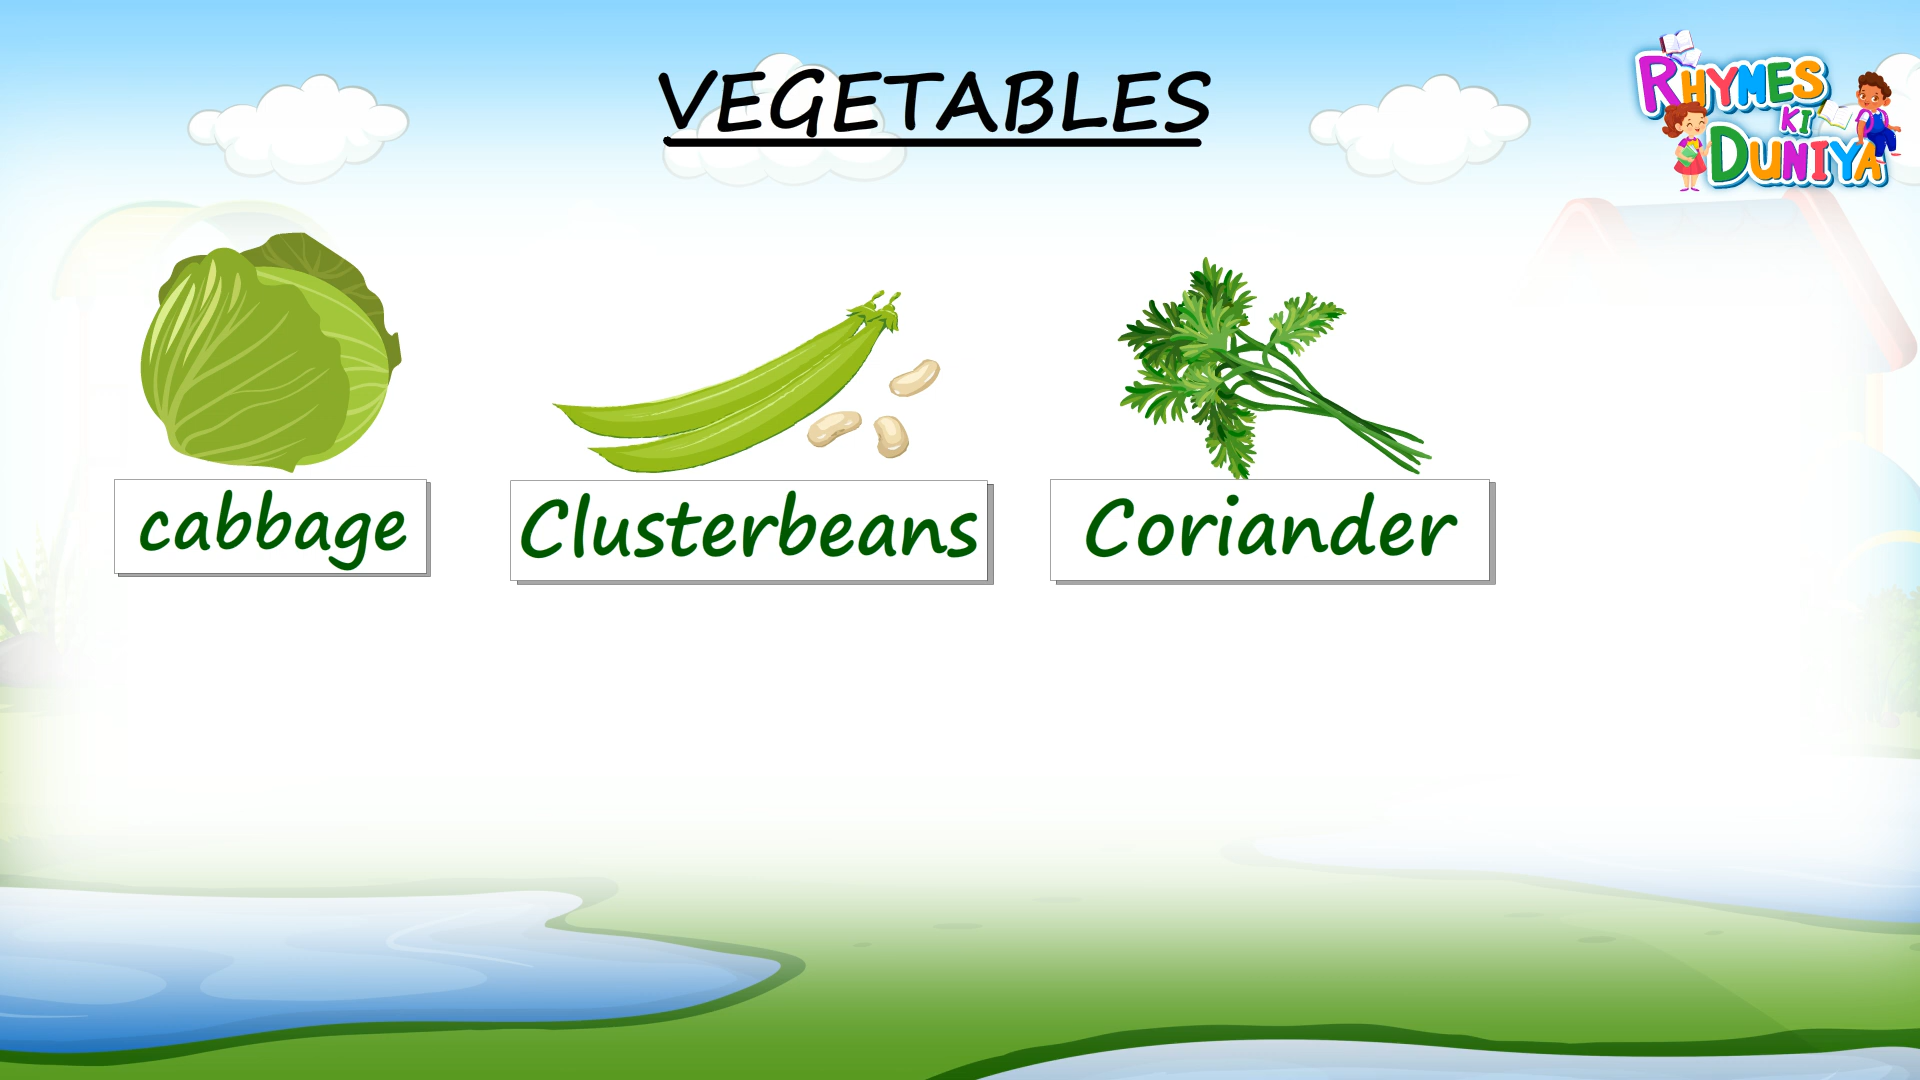 VEGETABLES
RHYMES
KI
DUNIYA
cabbage
Clusterbeans
Coriander